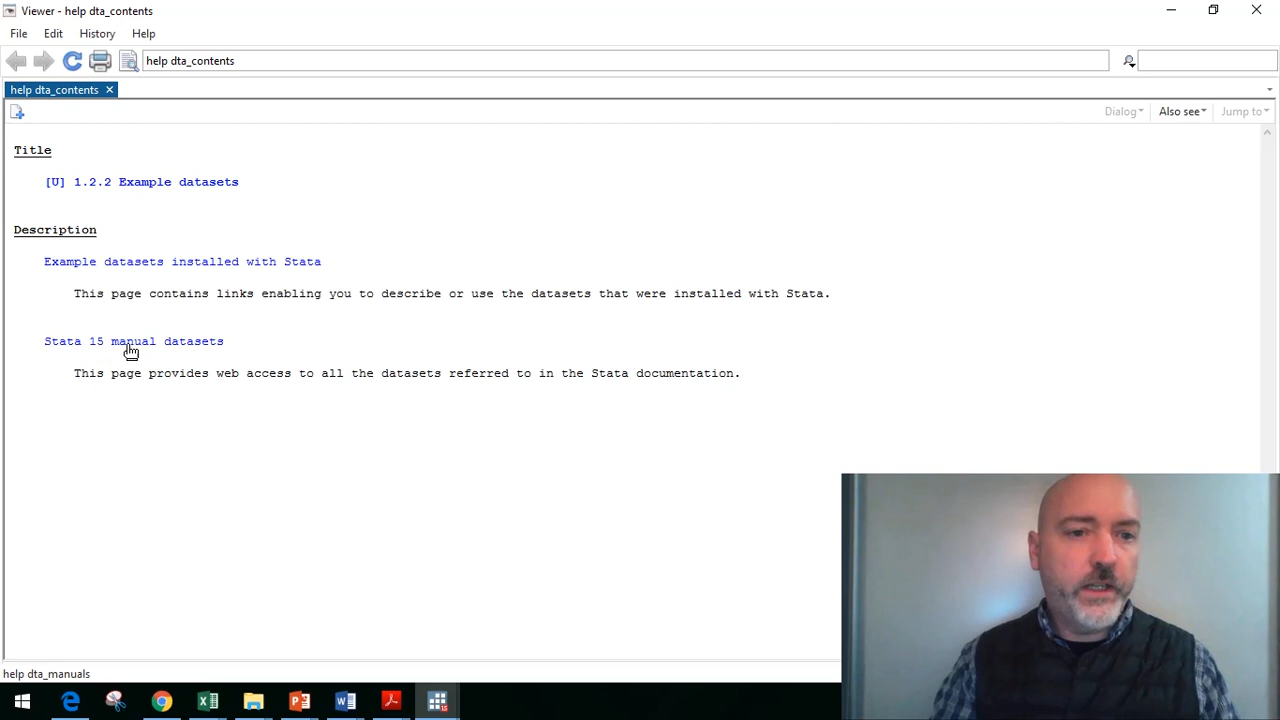 Viewer - help dta_contents
File Edit History Help
help dta_contents
help dta_contents ×
Dialog Also see Jump to
Title
[U] 1.2.2 Example datasets
Description
Example datasets installed with Stata
This page contains links enabling you to describe or use the datasets that were installed with Stata.
Stata 15 manual datasets
This page provides web access to all the datasets referred to in the Stata documentation.
help dta_manuals